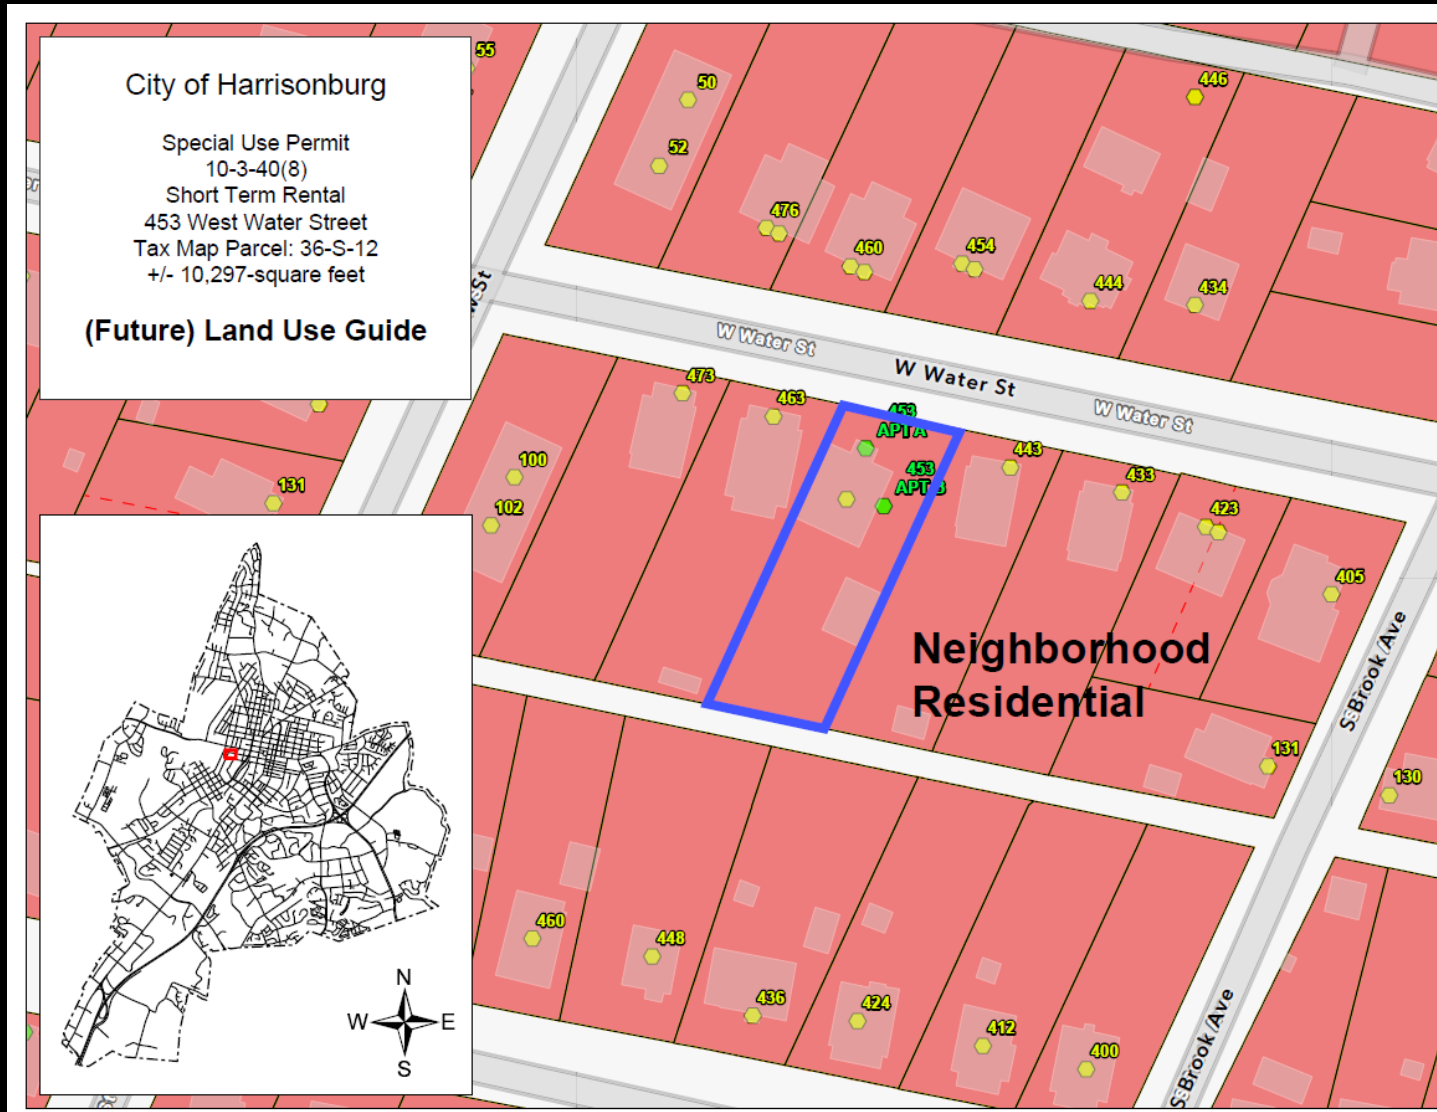 City of Harrisonburg
Special Use Permit
10-3-40(8)
Short Term Rental
453 West Water Street
Tax Map Parcel: 36-S-12
+/- 10,297-square feet
(Future) Land Use Guide
55
50
52
446
476
460
454
444
434
W Water St
W Water St
W Water St
473
463
453
APT A
453
APT B
443
433
423
405
100
102
131
Neighborhood
Residential
131
130
S Brook Ave
S Brook Ave
460
448
436
424
412
400
N
W
E
S